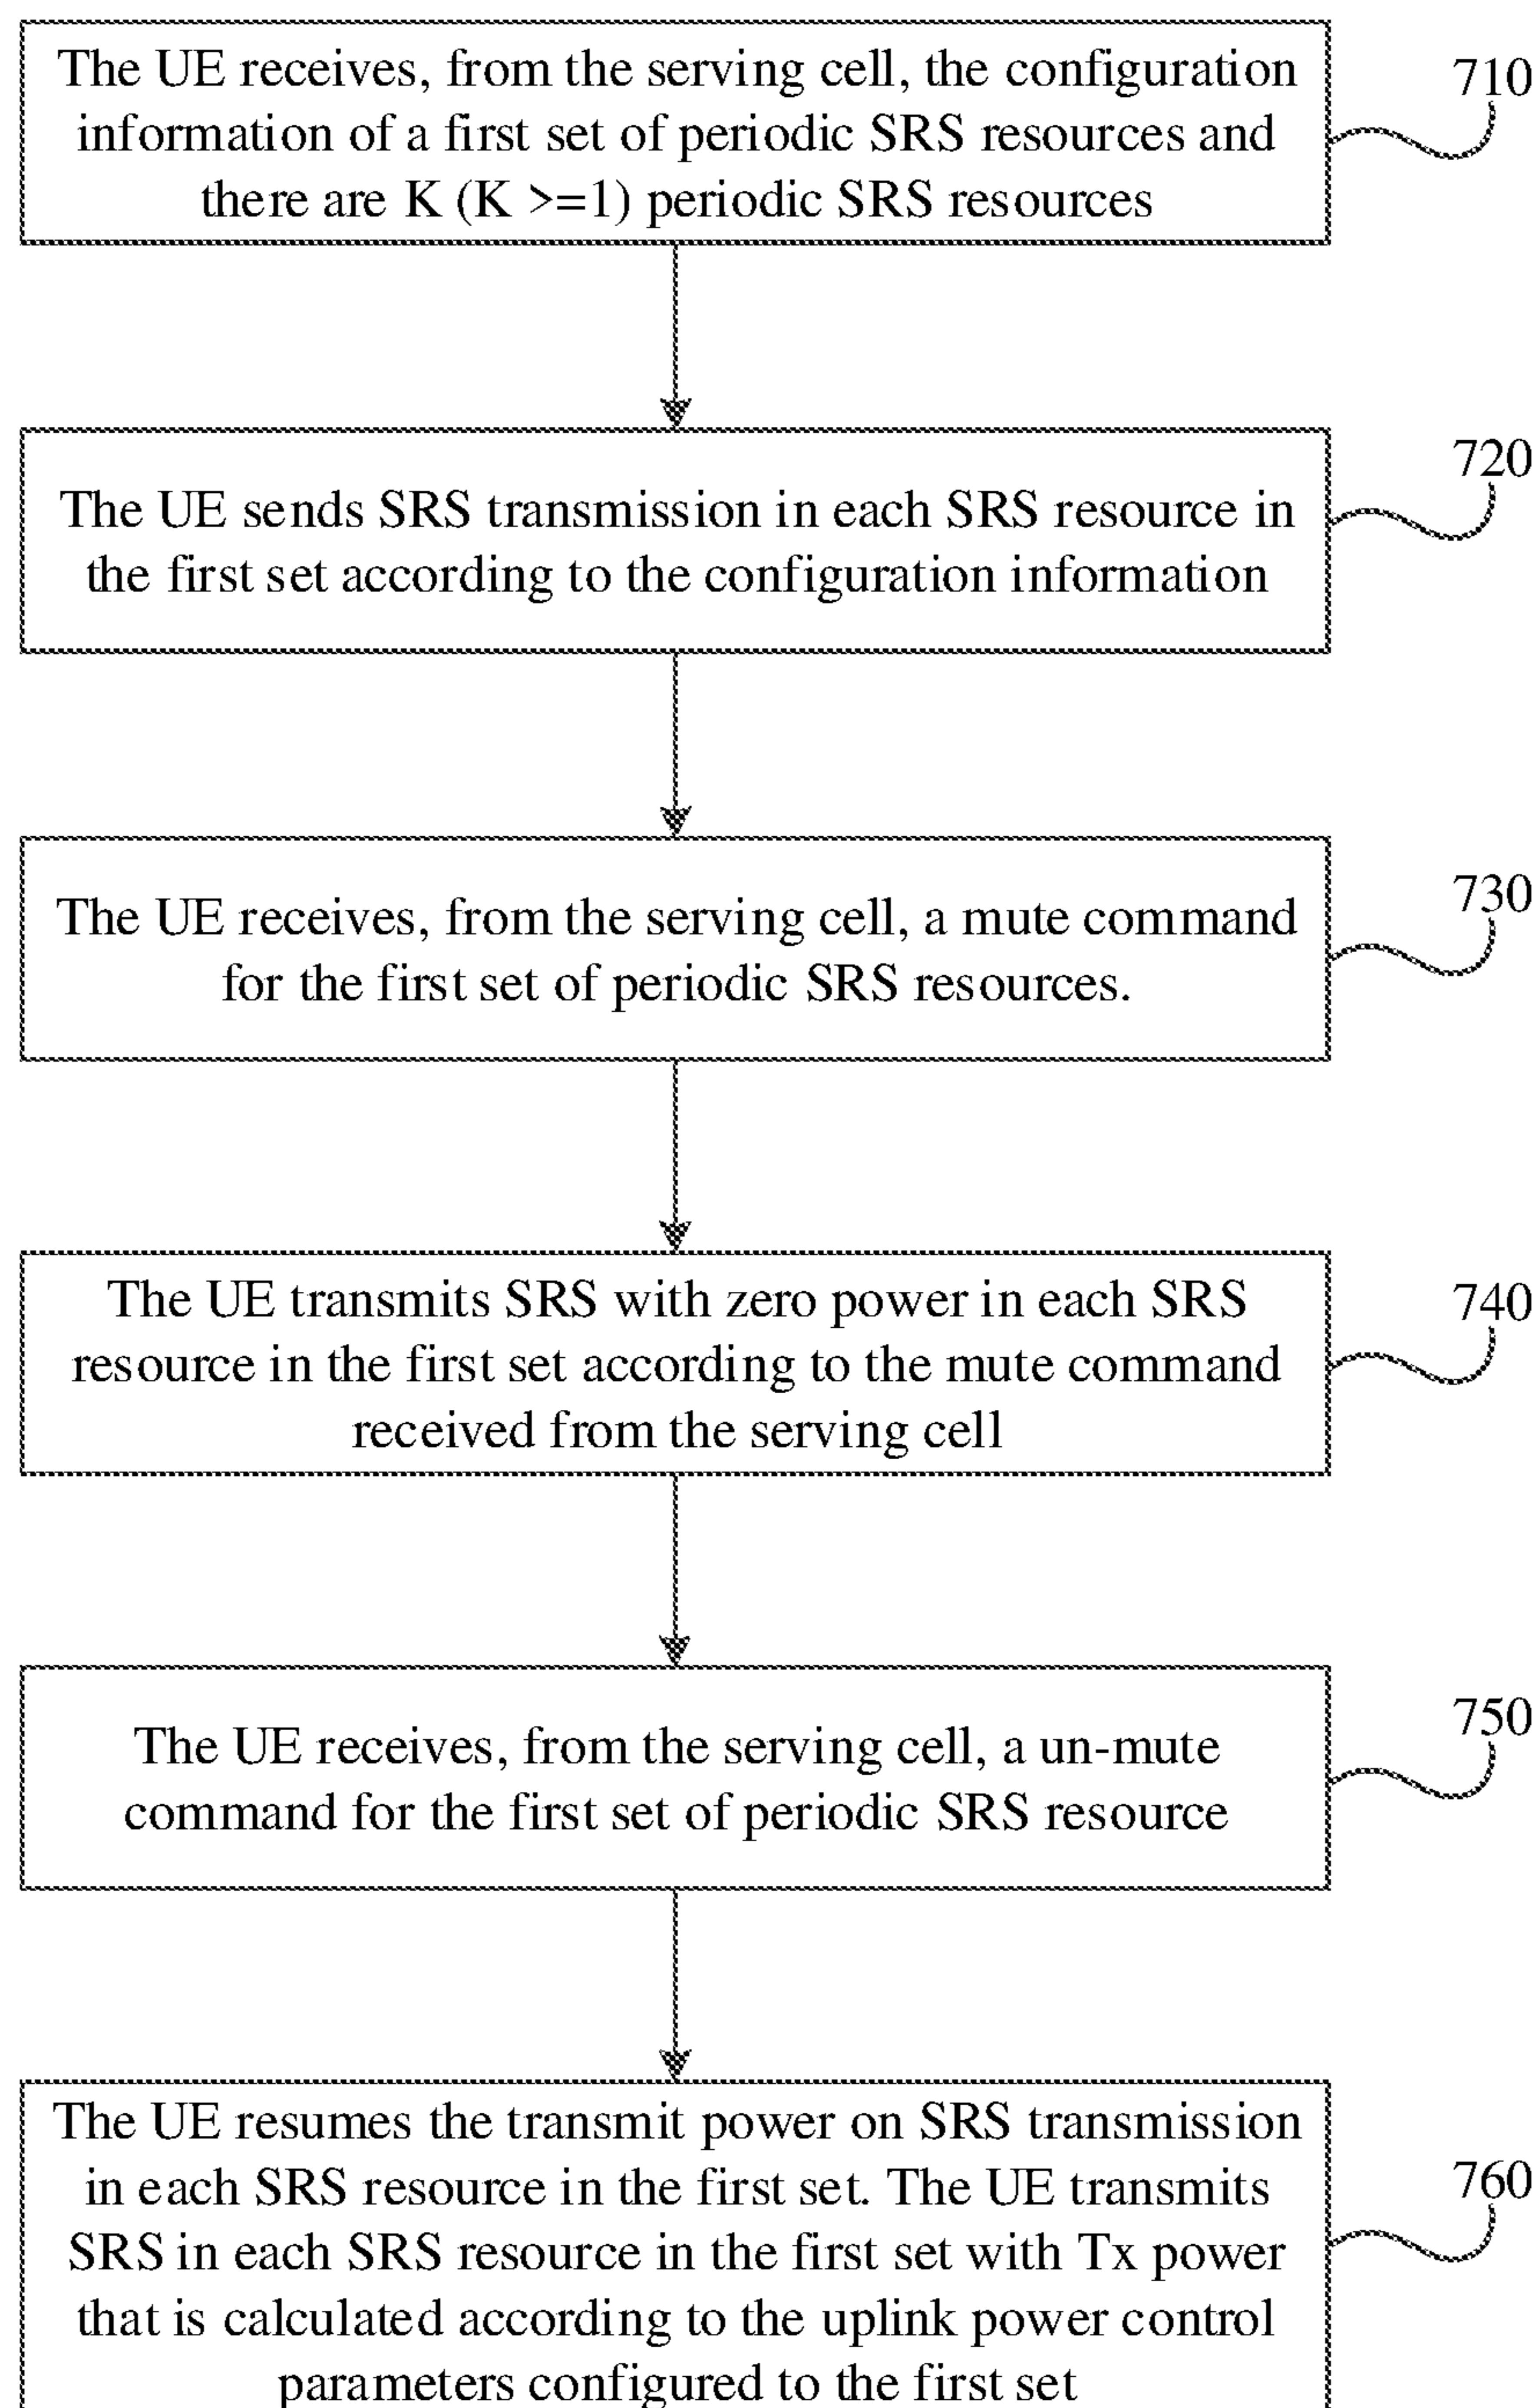 The UE receives, from the serving cell, the configuration
710
information of a first set of periodic SRS resources and
there are K (K >=1) periodic SRS resources
720
The UE sends SRS transmission in each SRS resource in
the first set according to the configuration information
730
The UE receives, from the serving cell, a mute command
for the first set of periodic SRS resources.
740
The UE transmits SRS with zero power in each SRS
resource in the first set according to the mute command
received from the serving cell
750
The UE receives, from the serving cell, a un-mute
command for the first set of periodic SRS resource
760
The UE resumes the transmit power on SRS transmission
in each SRS resource in the first set. The UE transmits
SRS in each SRS resource in the first set with Tx power
that is calculated according to the uplink power control
parameters configured to the first set